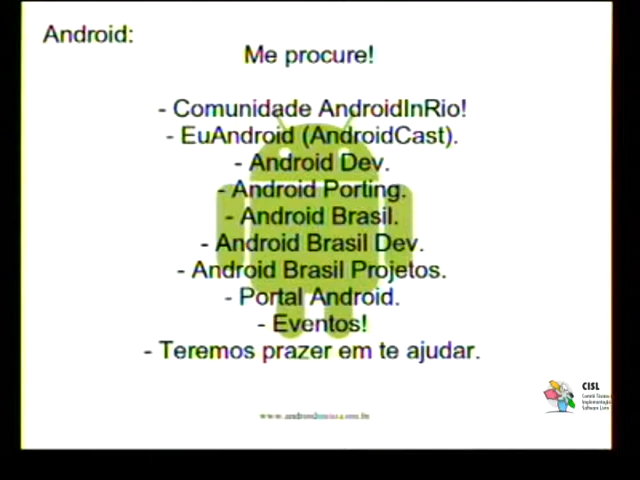 Android:
Me procure!
- Comunidade AndroidInRio!
- EuAndroid (AndroidCast).
- Android Dev.
- Android Porting.
- Android Brasil.
- Android Brasil Dev.
- Android Brasil Projetos.
- Portal Android.
- Eventos!
- Teremos prazer em te ajudar.
CISL